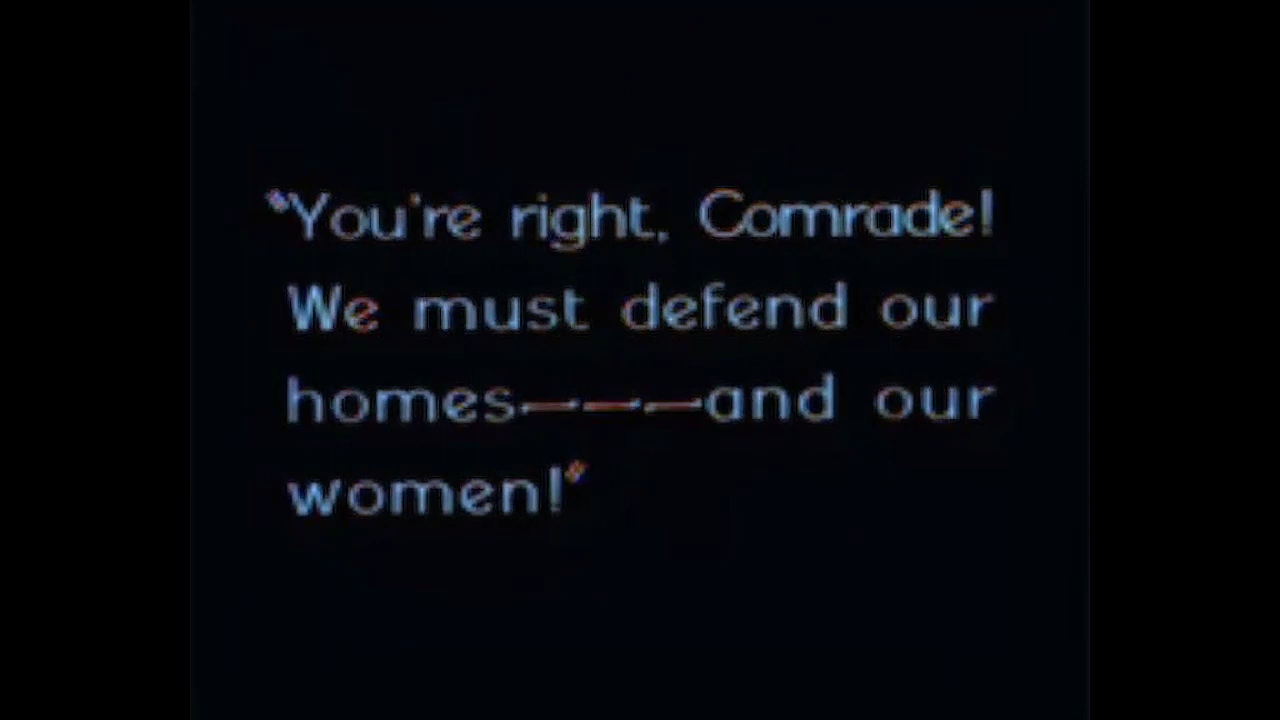 "You're right, Comrade!
We must defend our
homes———and our
women!"